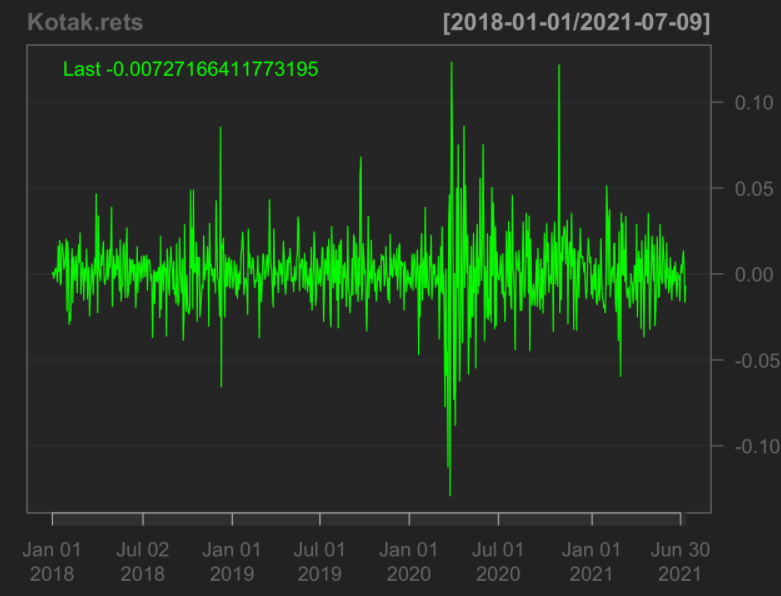 Kotak.rets [2018-01-01/2021-07-09]
Last -0.00727166411773195
0.10
0.05
0.00
-0.05
-0.10
Jan 01 Jul 02 Jan 01 Jul 01 Jan 01 Jul 01 Jan 01 Jun 30
2018 2018 2019 2019 2020 2020 2021 2021